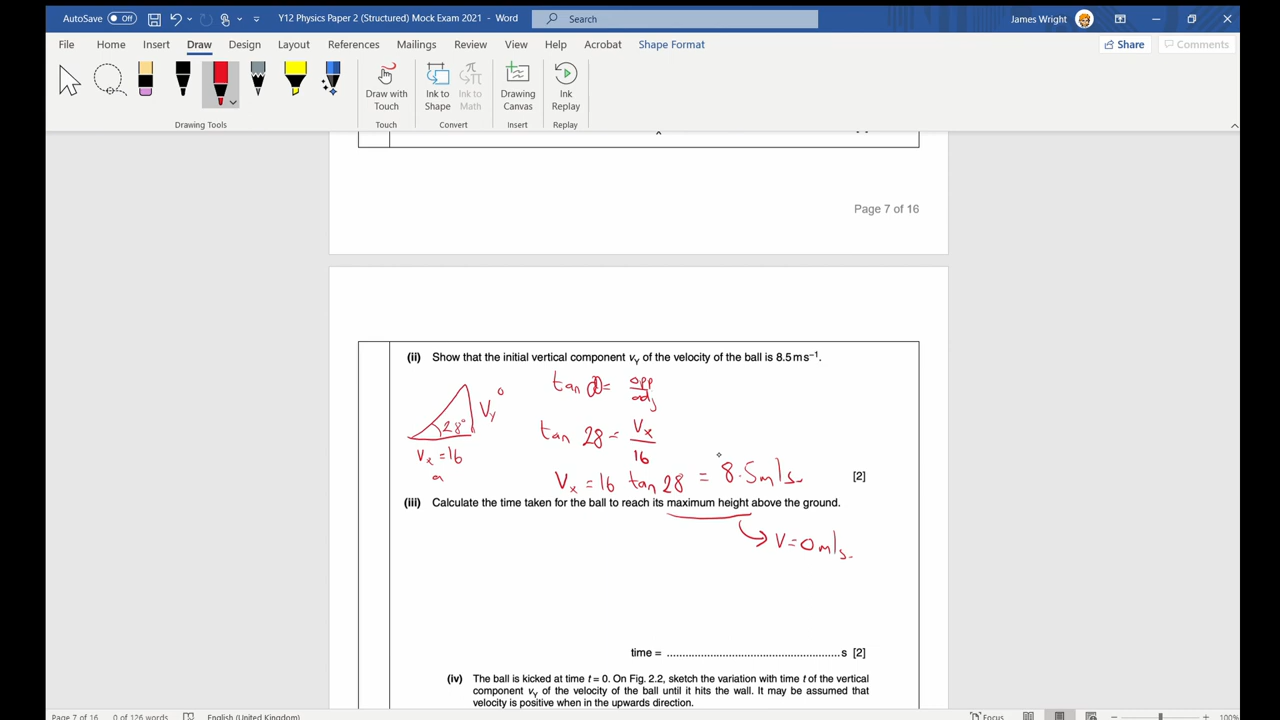 AutoSave Off Y12 Physics Paper 2 (Structured) Mock Exam 2021 - Word Search James Wright
File Home Insert Draw Design Layout References Mailings Review View Help Acrobat Shape Format Share Comments
Draw with Touch
Ink to Shape
Ink to Math
Drawing Canvas
Ink Replay
Drawing Tools Touch Convert Insert Replay
Page 7 of 16
(ii) Show that the initial vertical component vY of the velocity of the ball is 8.5 m s⁻¹.
tan θ = opp/adj
28° Vy o
tan 28 = Vx/16
Vx = 16
a
Vx = 16 tan 28 = 8.5 m/s. [2]
(iii) Calculate the time taken for the ball to reach its maximum height above the ground.
V = 0 m/s.
time = ............................................ s [2]
(iv) The ball is kicked at time t = 0. On Fig. 2.2, sketch the variation with time t of the vertical
component vY of the velocity of the ball until it hits the wall. It may be assumed that
velocity is positive when in the upwards direction.
Page 7 of 16 0 of 126 words English (United Kingdom) Focus 100%